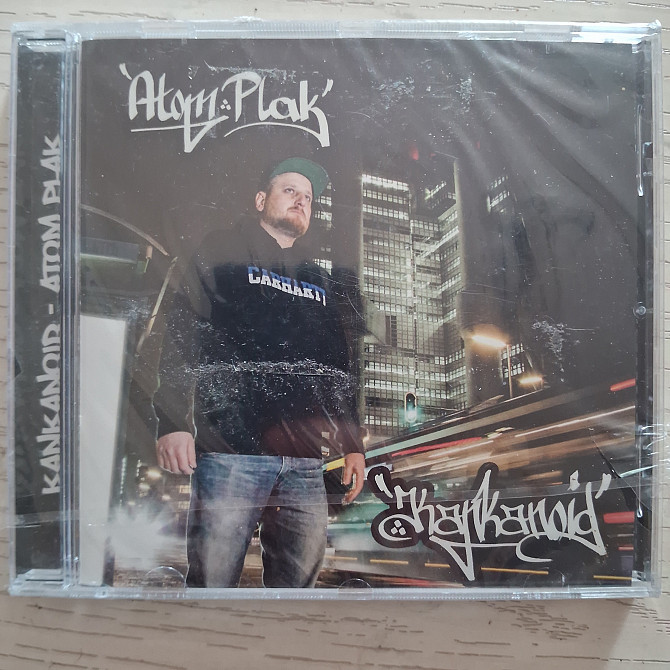 'Atom Plak'
CARHARTT
"Kankanoid"
KANKANOID - ATOM PLAK